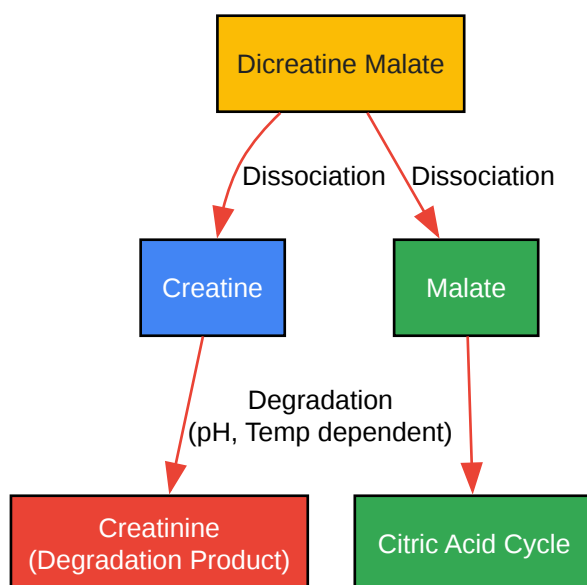 Dicreatine Malate
Dissociation
Dissociation
Creatine
Malate
Degradation
(pH, Temp dependent)
Creatinine
(Degradation Product)
Citric Acid Cycle